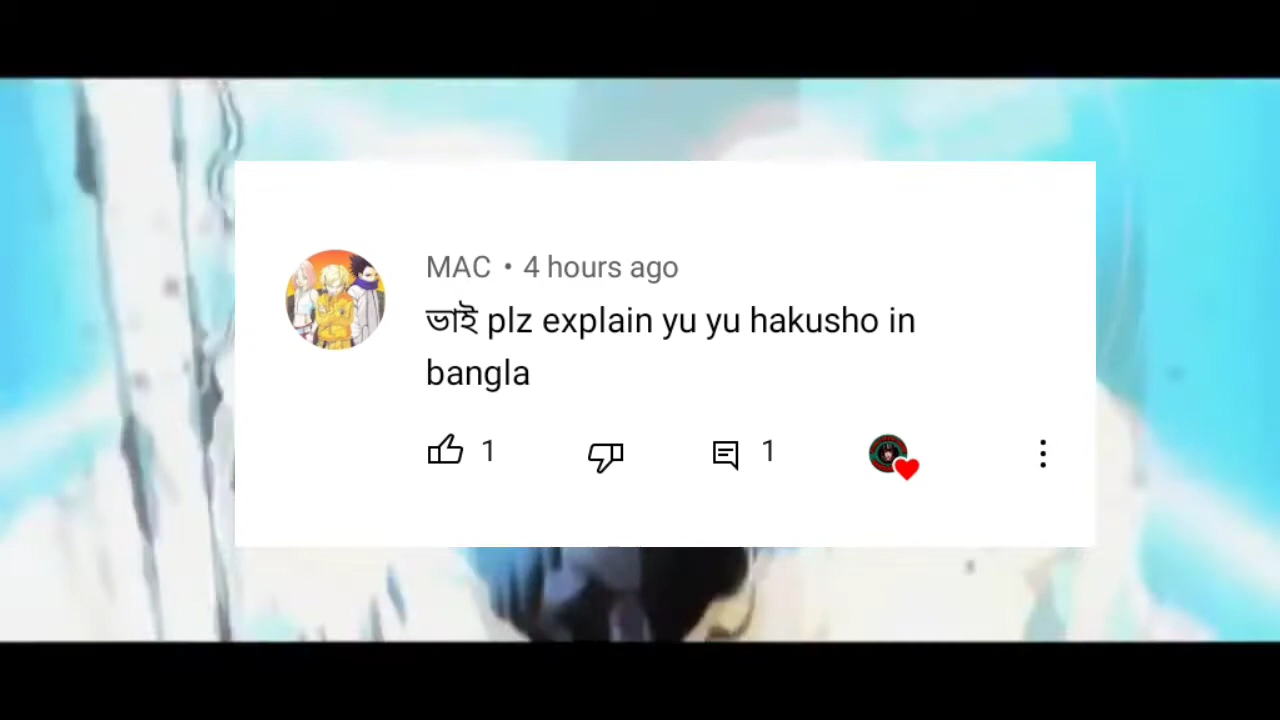 MAC • 4 hours ago
ভাই plz explain yu yu hakusho in
bangla
1
1